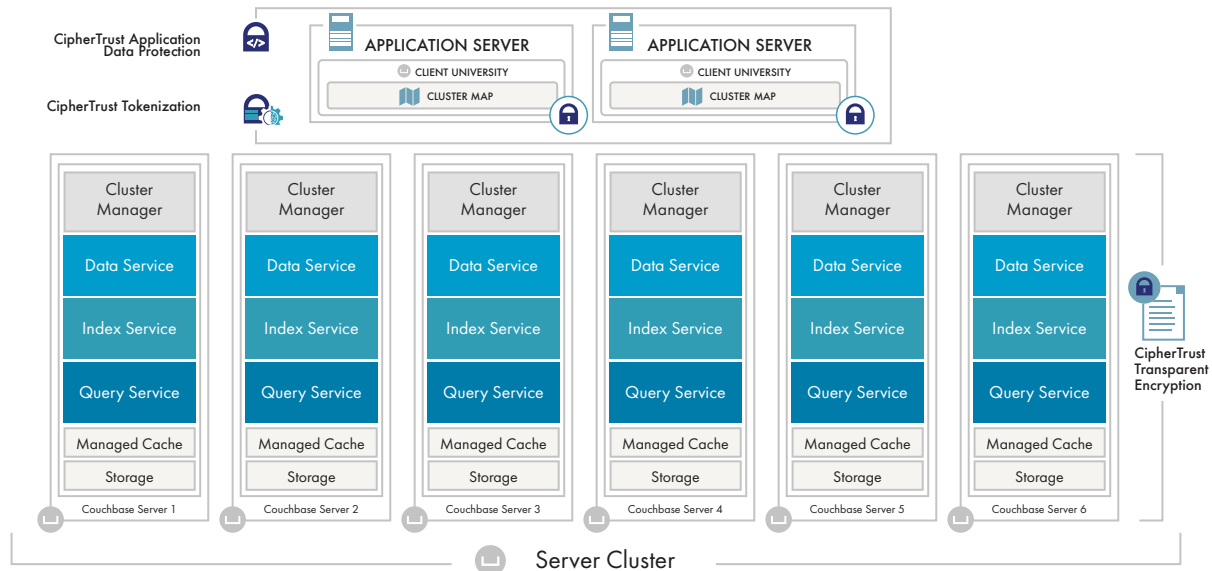 CipherTrust Application
Data Protection
CipherTrust Tokenization
APPLICATION SERVER
CLIENT UNIVERSITY
CLUSTER MAP
APPLICATION SERVER
CLIENT UNIVERSITY
CLUSTER MAP
Cluster
Manager
Data Service
Index Service
Query Service
Managed Cache
Storage
Couchbase Server 1
Cluster
Manager
Data Service
Index Service
Query Service
Managed Cache
Storage
Couchbase Server 2
Cluster
Manager
Data Service
Index Service
Query Service
Managed Cache
Storage
Couchbase Server 3
Cluster
Manager
Data Service
Index Service
Query Service
Managed Cache
Storage
Couchbase Server 4
Cluster
Manager
Data Service
Index Service
Query Service
Managed Cache
Storage
Couchbase Server 5
Cluster
Manager
Data Service
Index Service
Query Service
Managed Cache
Storage
Couchbase Server 6
CipherTrust
Transparent
Encryption
Server Cluster